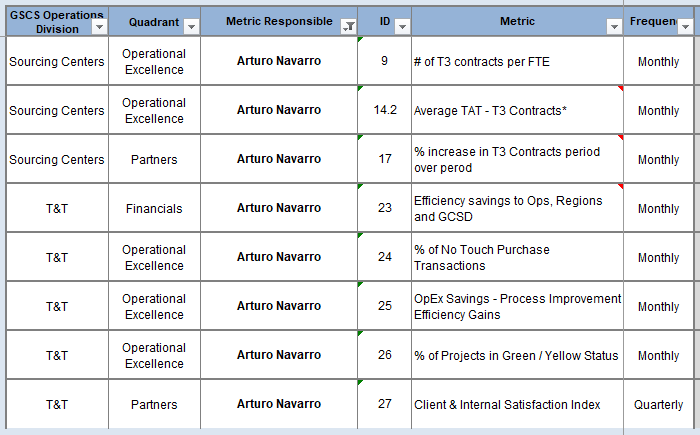 GSCS Operations Division Quadrant Metric Responsible ID Metric Frequen
Sourcing Centers Operational Excellence Arturo Navarro 9 # of T3 contracts per FTE Monthly
Sourcing Centers Operational Excellence Arturo Navarro 14.2 Average TAT - T3 Contracts* Monthly
Sourcing Centers Partners Arturo Navarro 17 % increase in T3 Contracts period over perod Monthly
T&T Financials Arturo Navarro 23 Efficiency savings to Ops, Regions and GCSD Monthly
T&T Operational Excellence Arturo Navarro 24 % of No Touch Purchase Transactions Monthly
T&T Operational Excellence Arturo Navarro 25 OpEx Savings - Process Improvement Efficiency Gains Monthly
T&T Operational Excellence Arturo Navarro 26 % of Projects in Green / Yellow Status Monthly
T&T Partners Arturo Navarro 27 Client & Internal Satisfaction Index Quarterly